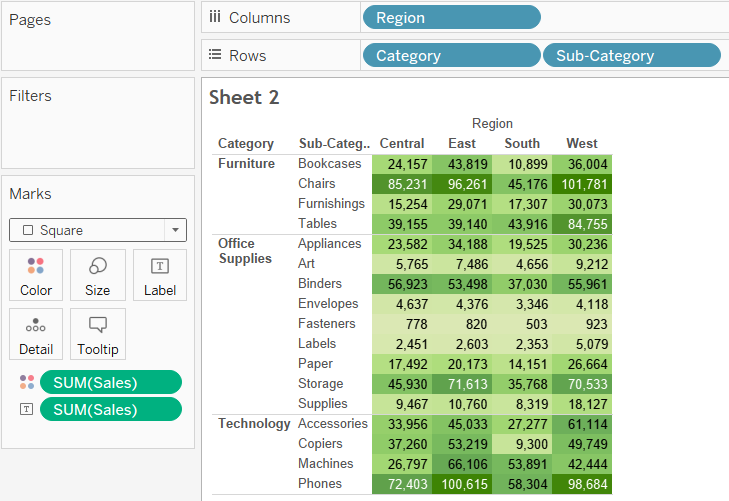 Pages
Columns Region
Rows Category Sub-Category
Filters
Sheet 2
Region
Category Sub-Categ.. Central East South West
Furniture Bookcases 24,157 43,819 10,899 36,004
Chairs 85,231 96,261 45,176 101,781
Furnishings 15,254 29,071 17,307 30,073
Tables 39,155 39,140 43,916 84,755
Office Supplies Appliances 23,582 34,188 19,525 30,236
Art 5,765 7,486 4,656 9,212
Binders 56,923 53,498 37,030 55,961
Envelopes 4,637 4,376 3,346 4,118
Fasteners 778 820 503 923
Labels 2,451 2,603 2,353 5,079
Paper 17,492 20,173 14,151 26,664
Storage 45,930 71,613 35,768 70,533
Supplies 9,467 10,760 8,319 18,127
Technology Accessories 33,956 45,033 27,277 61,114
Copiers 37,260 53,219 9,300 49,749
Machines 26,797 66,106 53,891 42,444
Phones 72,403 100,615 58,304 98,684
Marks
Square
Color Size Label
Detail Tooltip
SUM(Sales)
SUM(Sales)